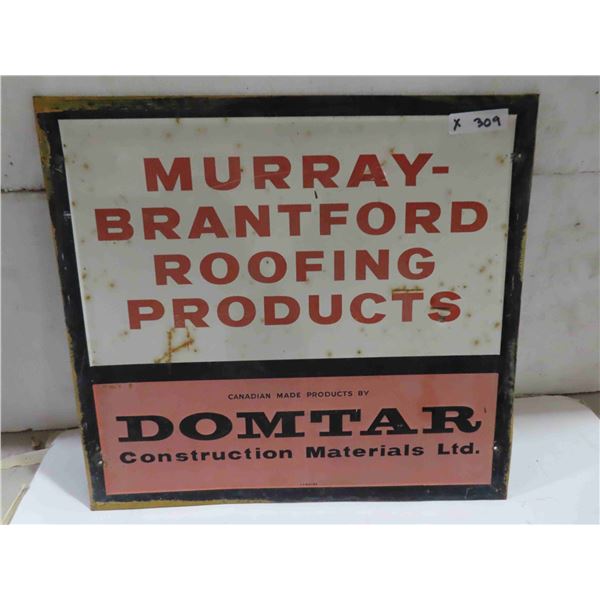 X 309
MURRAY-
BRANTFORD
ROOFING
PRODUCTS
CANADIAN MADE PRODUCTS BY
DOMTAR
Construction Materials Ltd.